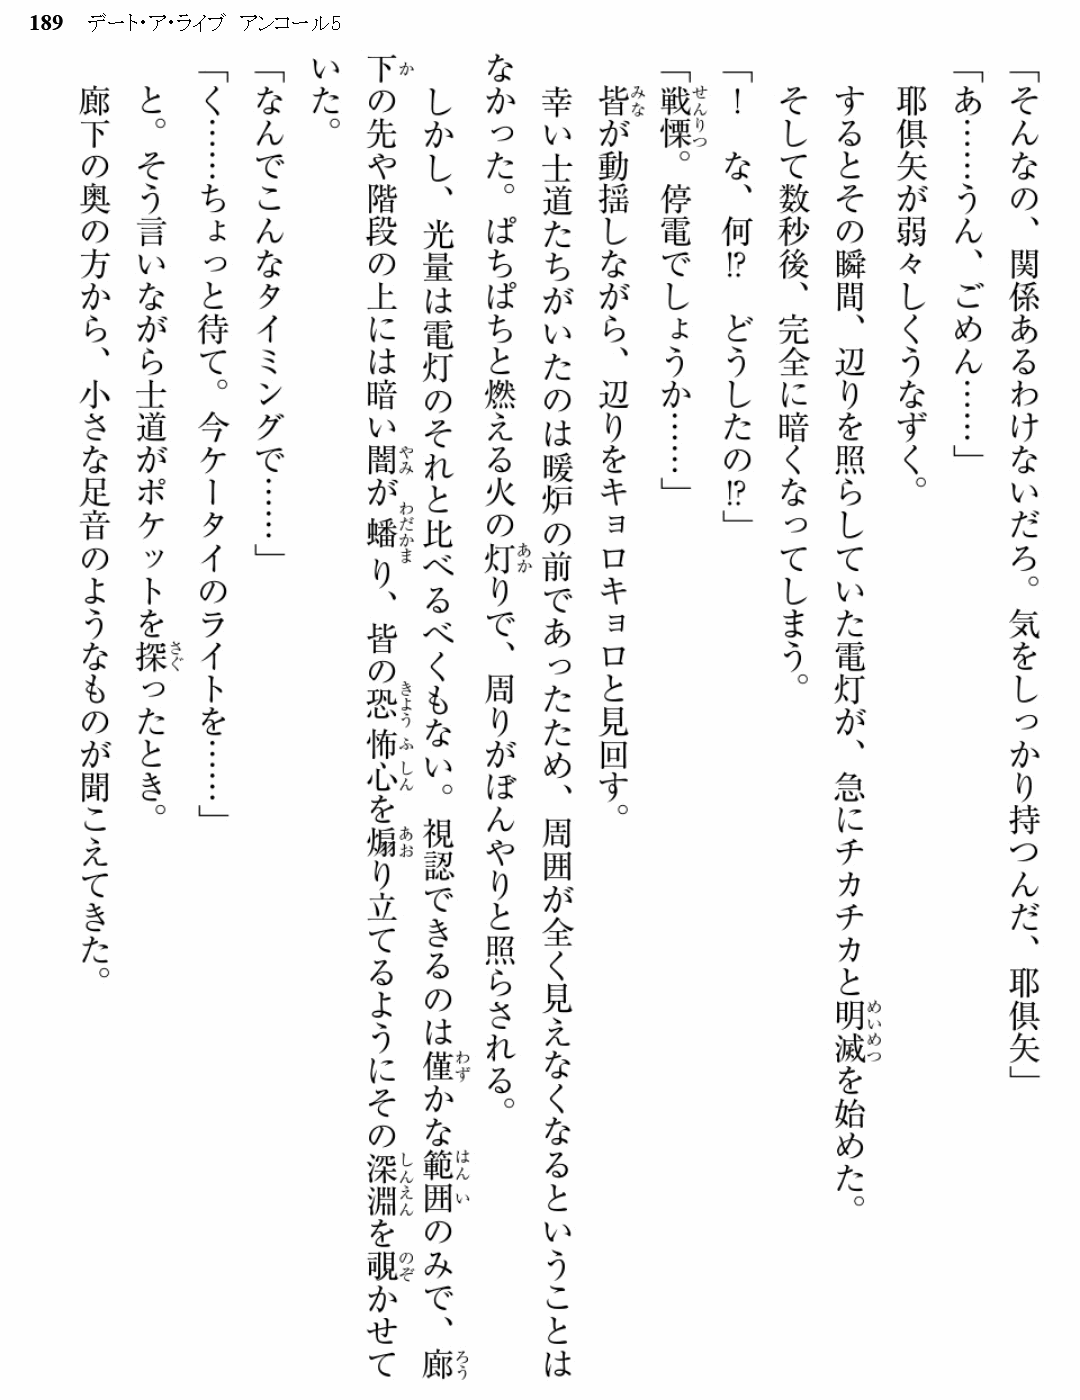 189 デート・ア・ライブ アンコール5
「そんなの、関係あるわけないだろ。気をしっかり持つんだ、耶倶矢」
「あ……うん、ごめん……」
耶倶矢が弱々しくうなずく。
するとその瞬間、辺りを照らしていた電灯が、急にチカチカと明滅を始めた。
そして数秒後、完全に暗くなってしまう。
「！　な、何!?　どうしたの!?」
「戦慄。停電でしょうか……」
皆が動揺しながら、辺りをキョロキョロと見回す。
幸い士道たちがいたのは暖炉の前であったため、周囲が全く見えなくなるということは
なかった。ぱちぱちと燃える火の灯りで、周りがぼんやりと照らされる。
しかし、光量は電灯のそれと比べるべくもない。視認できるのは僅かな範囲のみで、廊
下の先や階段の上には暗い闇が蟠り、皆の恐怖心を煽り立てるようにその深淵を覗かせて
いた。
「なんでこんなタイミングで……」
「く……ちょっと待て。今ケータイのライトを……」
と。そう言いながら士道がポケットを探ったとき。
廊下の奥の方から、小さな足音のようなものが聞こえてきた。